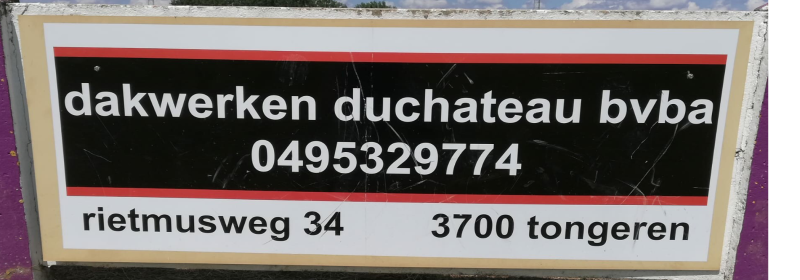 dakwerken duchateau bvba
0495329774
rietmusweg 34 3700 tongeren